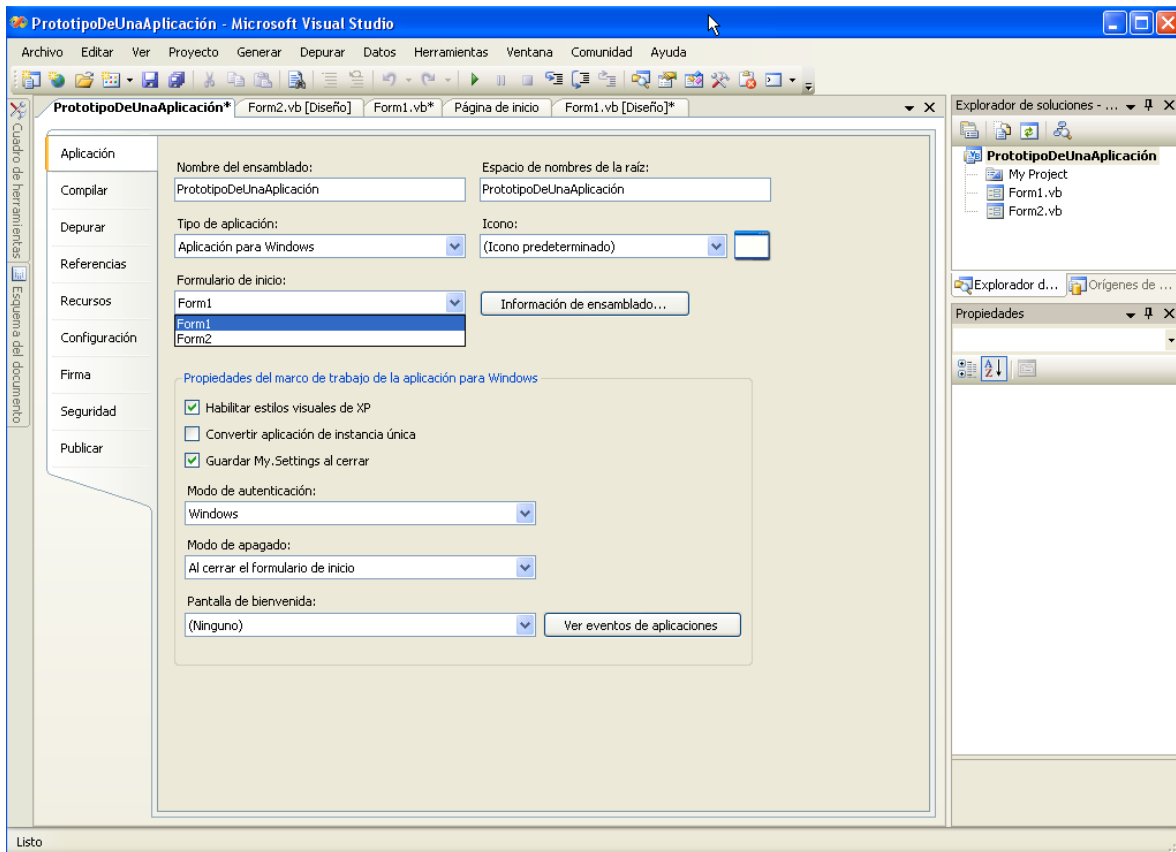 PrototipoDeUnaAplicación - Microsoft Visual Studio
Archivo Editar Ver Proyecto Generar Depurar Datos Herramientas Ventana Comunidad Ayuda
PrototipoDeUnaAplicación* Form2.vb [Diseño] Form1.vb* Página de inicio Form1.vb [Diseño]*
Cuadro de herramientas
Esquema del documento
Aplicación
Compilar
Depurar
Referencias
Recursos
Configuración
Firma
Seguridad
Publicar
Nombre del ensamblado: Espacio de nombres de la raíz:
PrototipoDeUnaAplicación PrototipoDeUnaAplicación
Tipo de aplicación: Icono:
Aplicación para Windows (Icono predeterminado)
Formulario de inicio:
Form1 Información de ensamblado...
Form1
Form2
Propiedades del marco de trabajo de la aplicación para Windows
Habilitar estilos visuales de XP
Convertir aplicación de instancia única
Guardar My.Settings al cerrar
Modo de autenticación:
Windows
Modo de apagado:
Al cerrar el formulario de inicio
Pantalla de bienvenida:
(Ninguno) Ver eventos de aplicaciones
Explorador de soluciones - ...
PrototipoDeUnaAplicación
My Project
Form1.vb
Form2.vb
Explorador d... Orígenes de ...
Propiedades
Listo